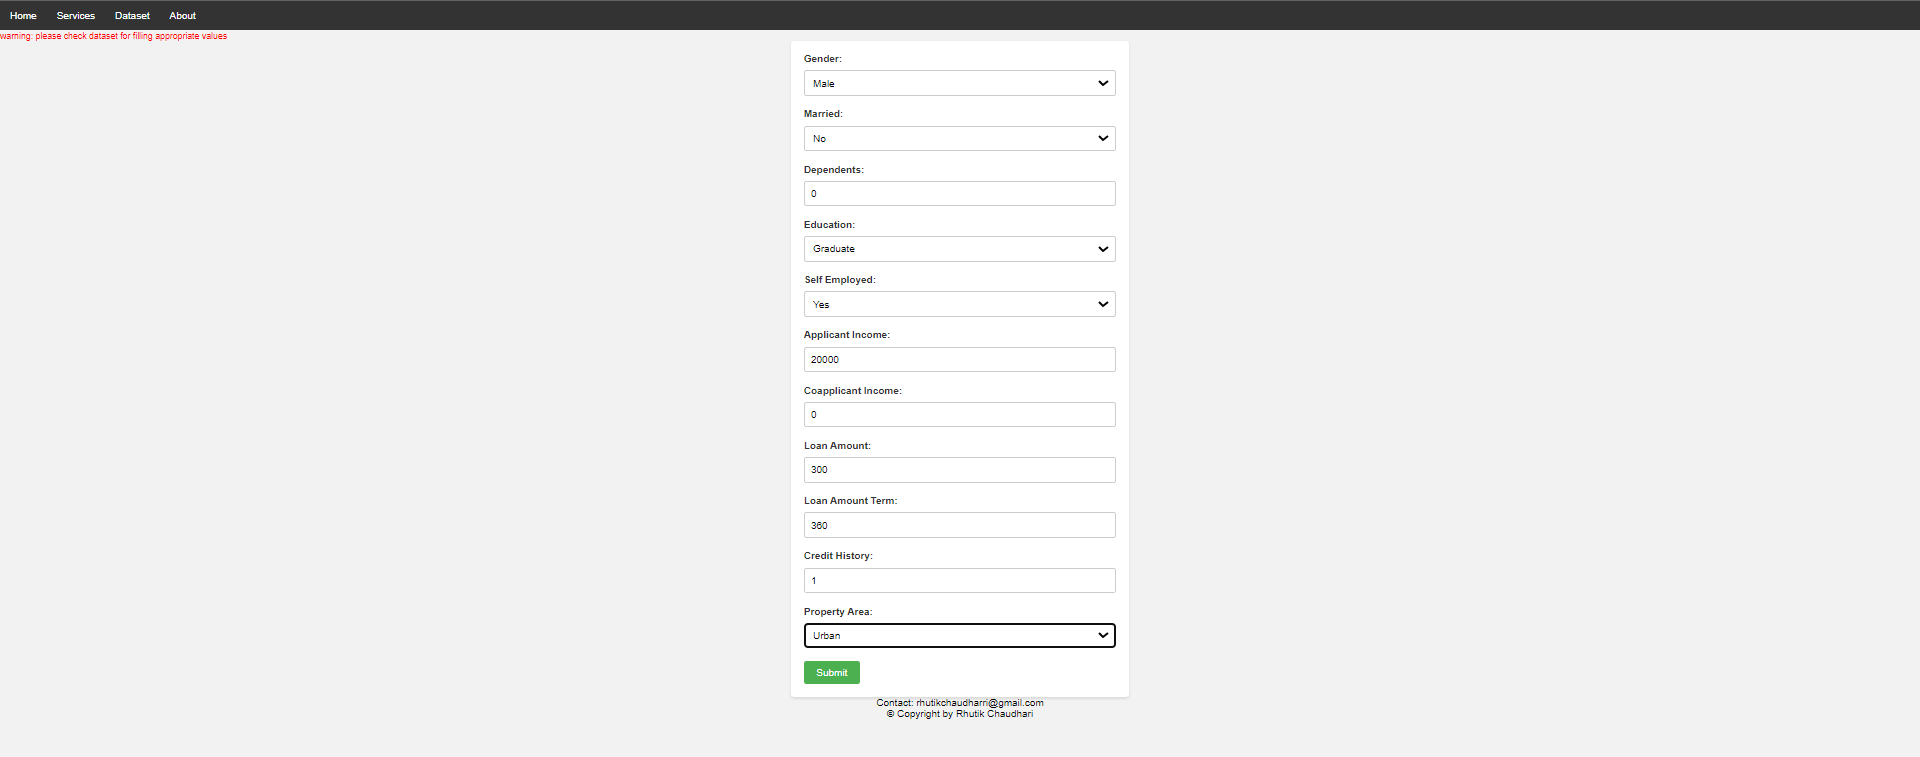 Home Services Dataset About
warning: please check dataset for filling appropriate values
Gender:
Male
Married:
No
Dependents:
0
Education:
Graduate
Self Employed:
Yes
Applicant Income:
20000
Coapplicant Income:
0
Loan Amount:
300
Loan Amount Term:
360
Credit History:
1
Property Area:
Urban
Submit
Contact: rhutikchaudharri@gmail.com
© Copyright by Rhutik Chaudhari